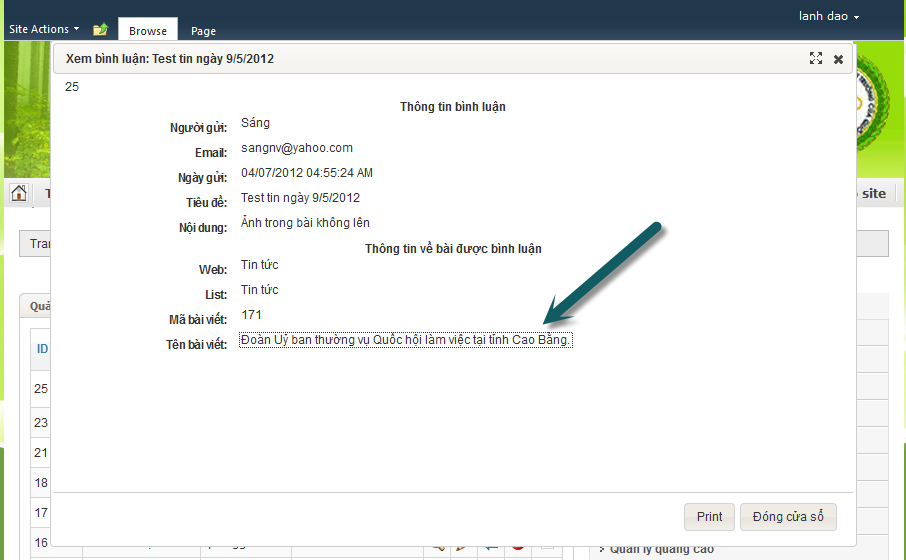 lanh dao
Site Actions Browse Page
Xem bình luận: Test tin ngày 9/5/2012
25
Thông tin bình luận
Người gửi: Sáng
Email: sangnv@yahoo.com
Ngày gửi: 04/07/2012 04:55:24 AM
Tiêu đề: Test tin ngày 9/5/2012
Nội dung: Ảnh trong bài không lên
Thông tin về bài được bình luận
Web: Tin tức
List: Tin tức
Mã bài viết: 171
Tên bài viết: Đoàn Uỷ ban thường vụ Quốc hội làm việc tại tỉnh Cao Bằng.
site
ID
25
23
21
18
17
16
Print Đóng cửa sổ
Quản lý quảng cáo